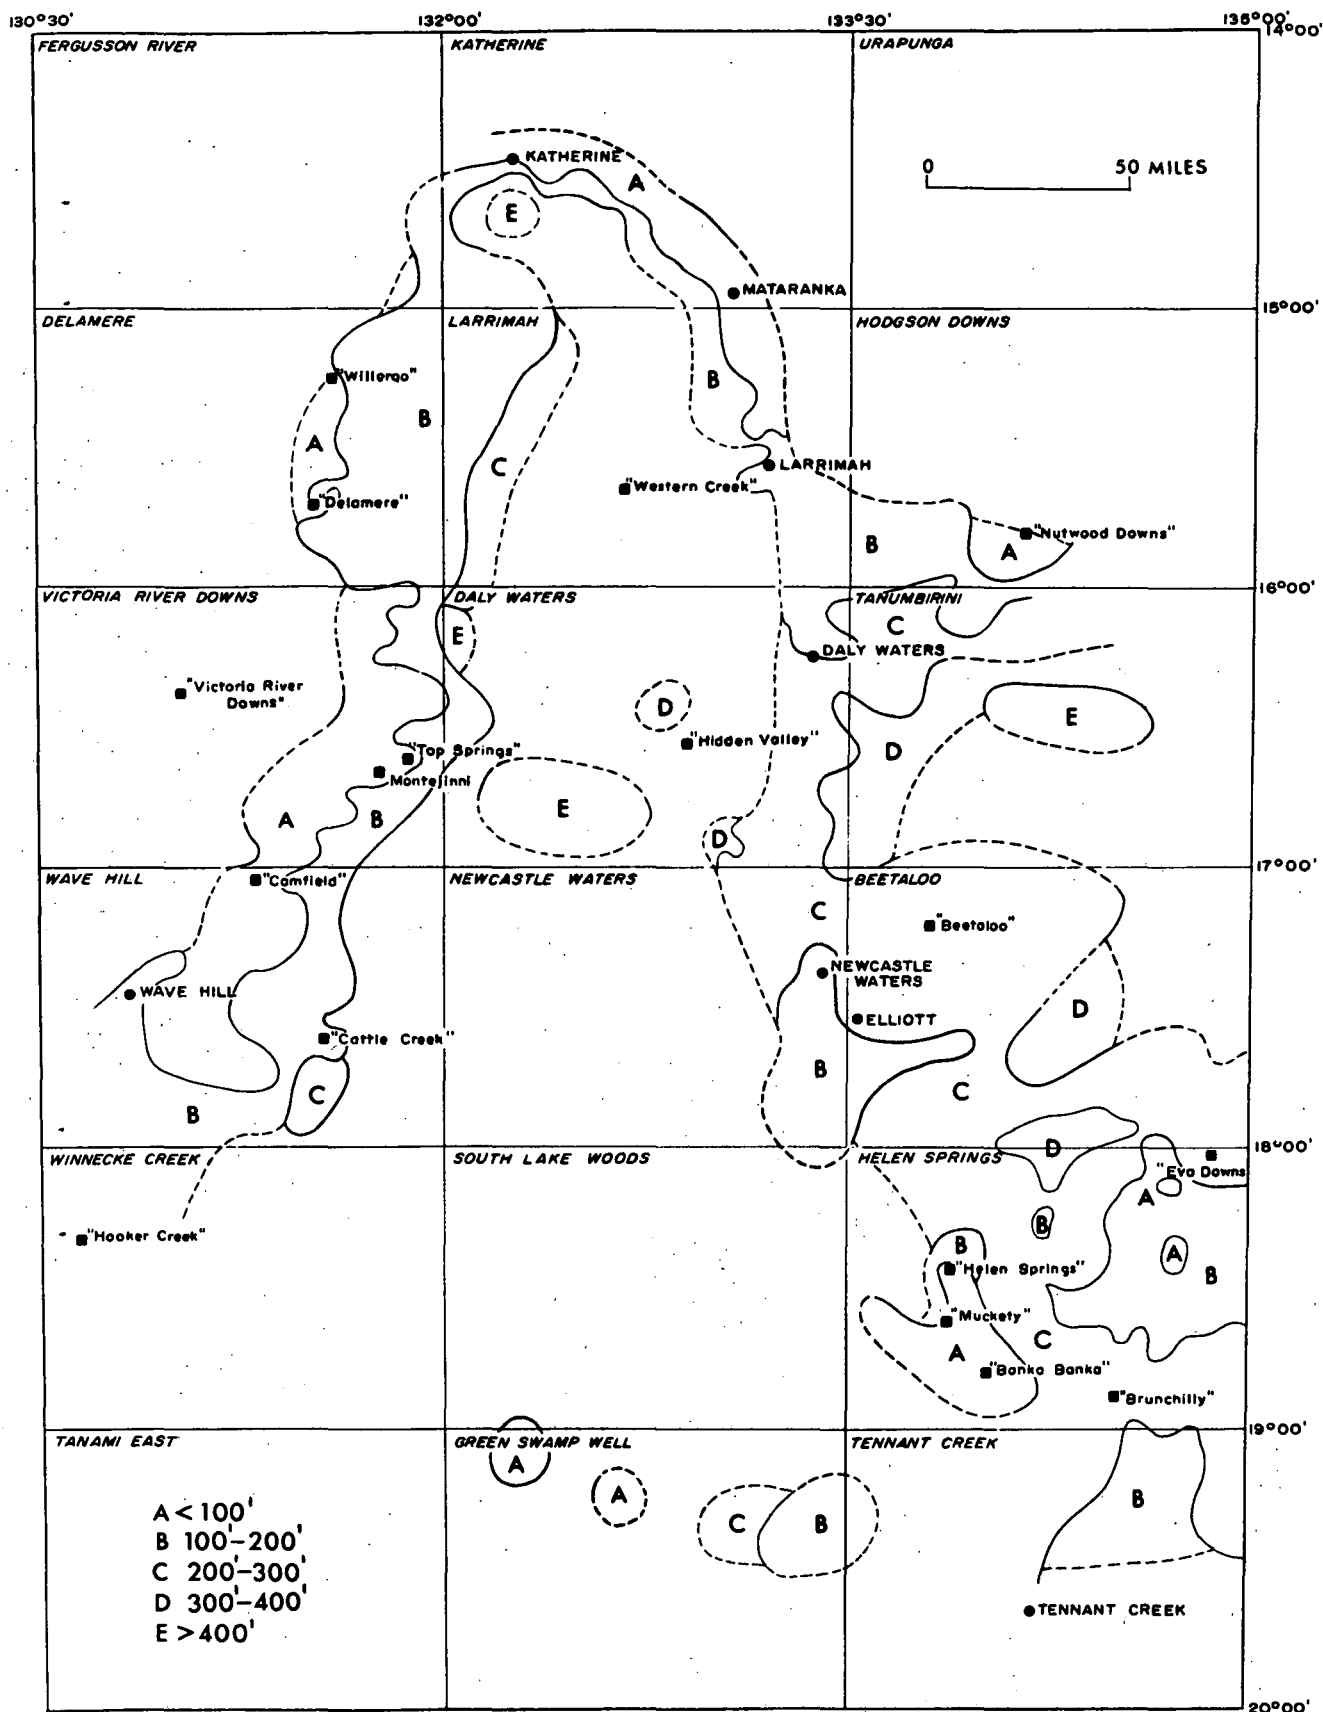 130°30' 132°00' 133°30' 135°00'
14°00'
FERGUSSON RIVER KATHERINE URAPUNGA
KATHERINE
A
0 50 MILES
E
MATARANKA
15°00'
DELAMERE LARRIMAH HODGSON DOWNS
"Willeroo"
B
B
A
C
LARRIMAH
"Western Creek"
"Delamere"
"Nutwood Downs"
B
A
16°00'
VICTORIA RIVER DOWNS DALY WATERS TANUMBIRINI
C
E
DALY WATERS
"Victoria River
Downs"
D
E
"Hidden Valley"
"Top Springs"
D
Montejinni
E
A
B
D
17°00'
WAVE HILL NEWCASTLE WATERS BEETALOO
"Camfield"
C
"Beetaloo"
NEWCASTLE
WATERS
WAVE HILL
D
ELLIOTT
"Cattle Creek"
B
C
C
B
18°00'
WINNECKE CREEK SOUTH LAKE WOODS HELEN SPRINGS
D
"Eva Downs
A
B
"Hooker Creek"
B
A
"Helen Springs"
B
"Muckety"
C
A
"Banka Banka"
"Brunchilly"
19°00'
TANAMI EAST GREEN SWAMP WELL TENNANT CREEK
A
A
B
A < 100'
C
B
B 100'-200'
C 200'-300'
D 300'-400'
TENNANT CREEK
E > 400'
20°00'